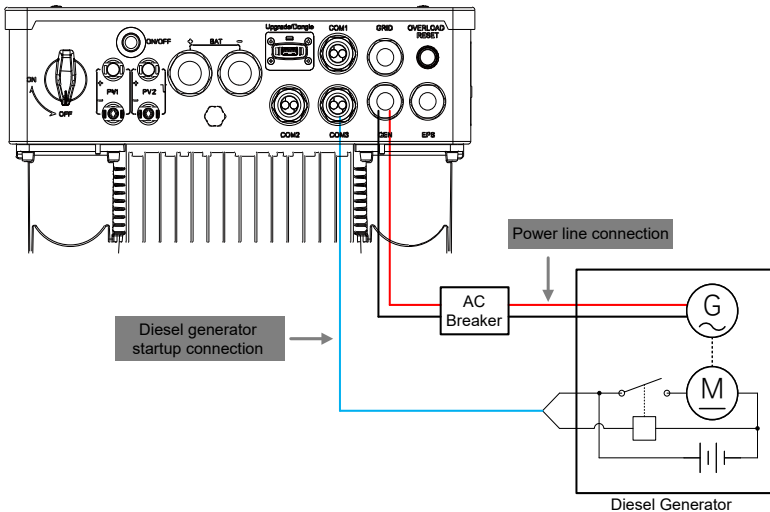 Upgrade/Dongle
COM1
GRID
OVERLOAD
RESET
ON/OFF
+ BAT -
ON
OFF
+
-
PV1
+
-
PV2
COM2
COM3
GEN
EPS
Power line connection
AC
Breaker
G
Diesel generator
startup connection
M
Diesel Generator